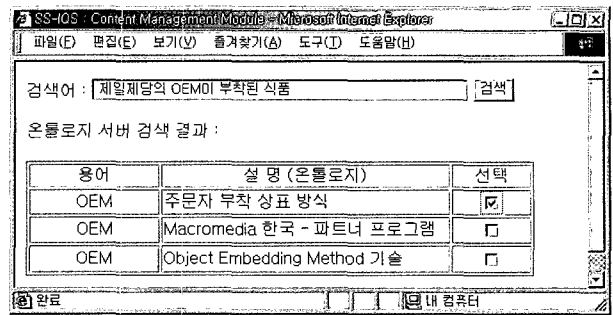 SS-IOS : Content Management Module - Microsoft Internet Explorer
파일(F) 편집(E) 보기(V) 즐겨찾기(A) 도구(T) 도움말(H)
검색어 : 제일제당의 OEM이 부착된 식품 검색
온톨로지 서버 검색 결과 :
용어 설 명 (온톨로지) 선택
OEM 주문자 부착 상표 방식
OEM Macromedia 한국 - 파트너 프로그램
OEM Object Embedding Method 기술
완료 내 컴퓨터